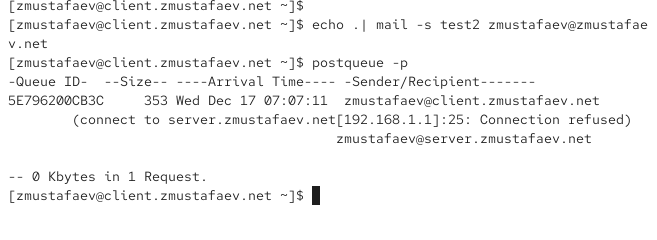 [zmustafaev@client.zmustafaev.net ~]$
[zmustafaev@client.zmustafaev.net ~]$ echo .| mail -s test2 zmustafaev@zmustafae
v.net
[zmustafaev@client.zmustafaev.net ~]$ postqueue -p
-Queue ID-  --Size-- ----Arrival Time---- -Sender/Recipient-------
5E796200CB3C     353 Wed Dec 17 07:07:11  zmustafaev@client.zmustafaev.net
        (connect to server.zmustafaev.net[192.168.1.1]:25: Connection refused)
                                         zmustafaev@server.zmustafaev.net

-- 0 Kbytes in 1 Request.
[zmustafaev@client.zmustafaev.net ~]$